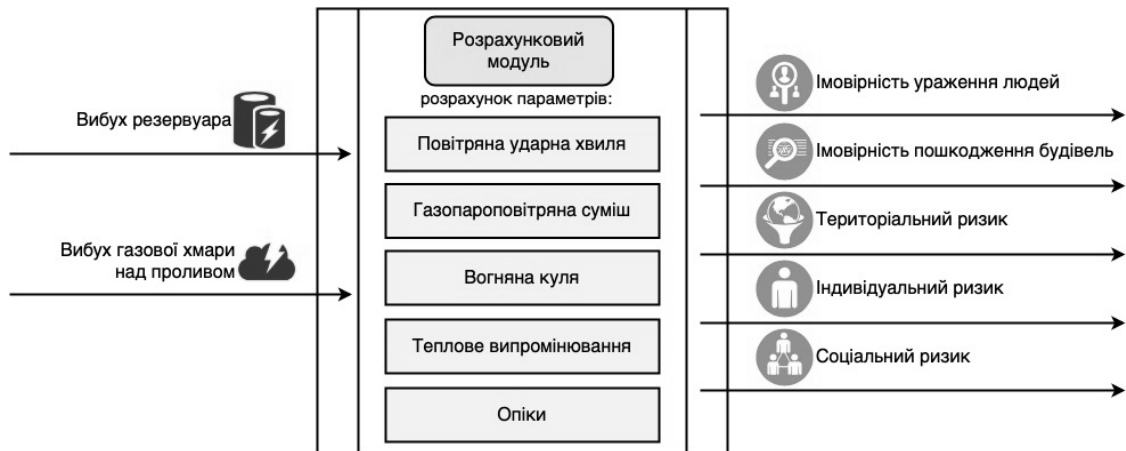 Розрахунковий
модуль
розрахунок параметрів:
Вибух резервуара
Вибух газової хмари
над проливом
Повітряна ударна хвиля
Газопароповітряна суміш
Вогняна куля
Теплове випромінювання
Опіки
Імовірність ураження людей
Імовірність пошкодження будівель
Територіальний ризик
Індивідуальний ризик
Соціальний ризик